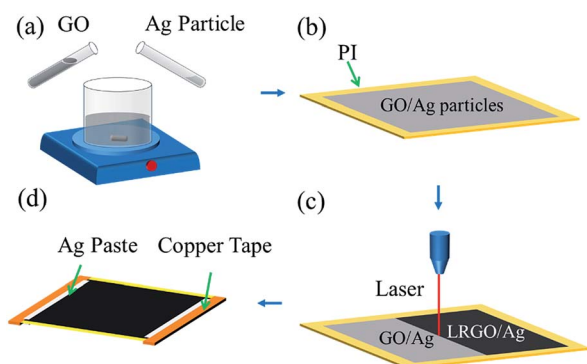 (a)
GO
Ag Particle
(b)
PI
GO/Ag particles
(d)
Ag Paste
Copper Tape
(c)
Laser
GO/Ag
LRGO/Ag